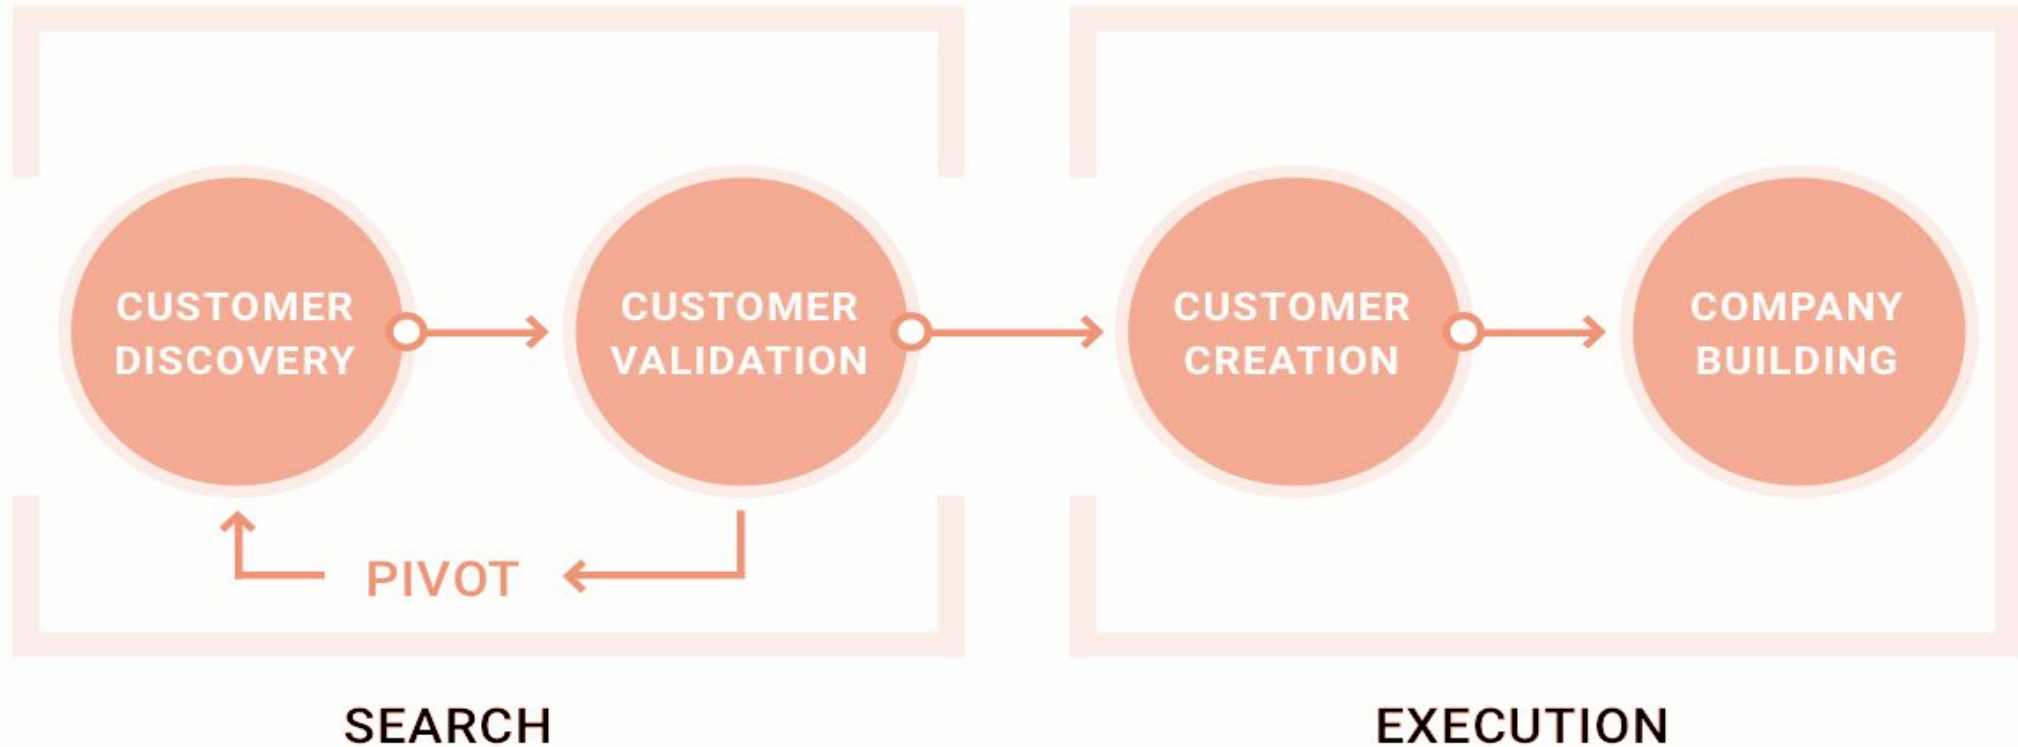 CUSTOMER
DISCOVERY
CUSTOMER
VALIDATION
CUSTOMER
CREATION
COMPANY
BUILDING
PIVOT
SEARCH
EXECUTION